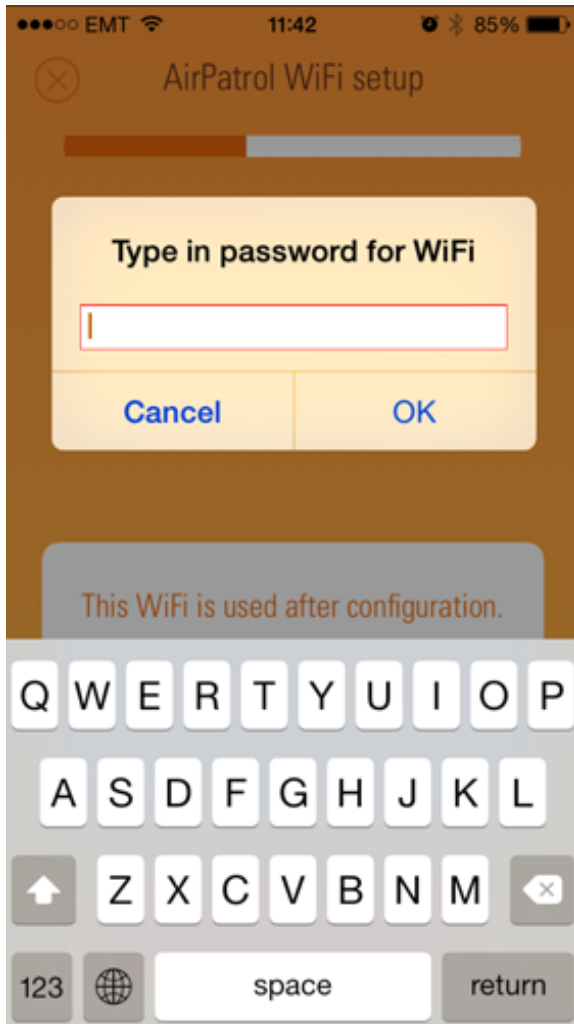 EMT 11:42 85%
AirPatrol WiFi setup
Type in password for WiFi
Cancel OK
This WiFi is used after configuration.
Q W E R T Y U I O P
A S D F G H J K L
Z X C V B N M
123 space return